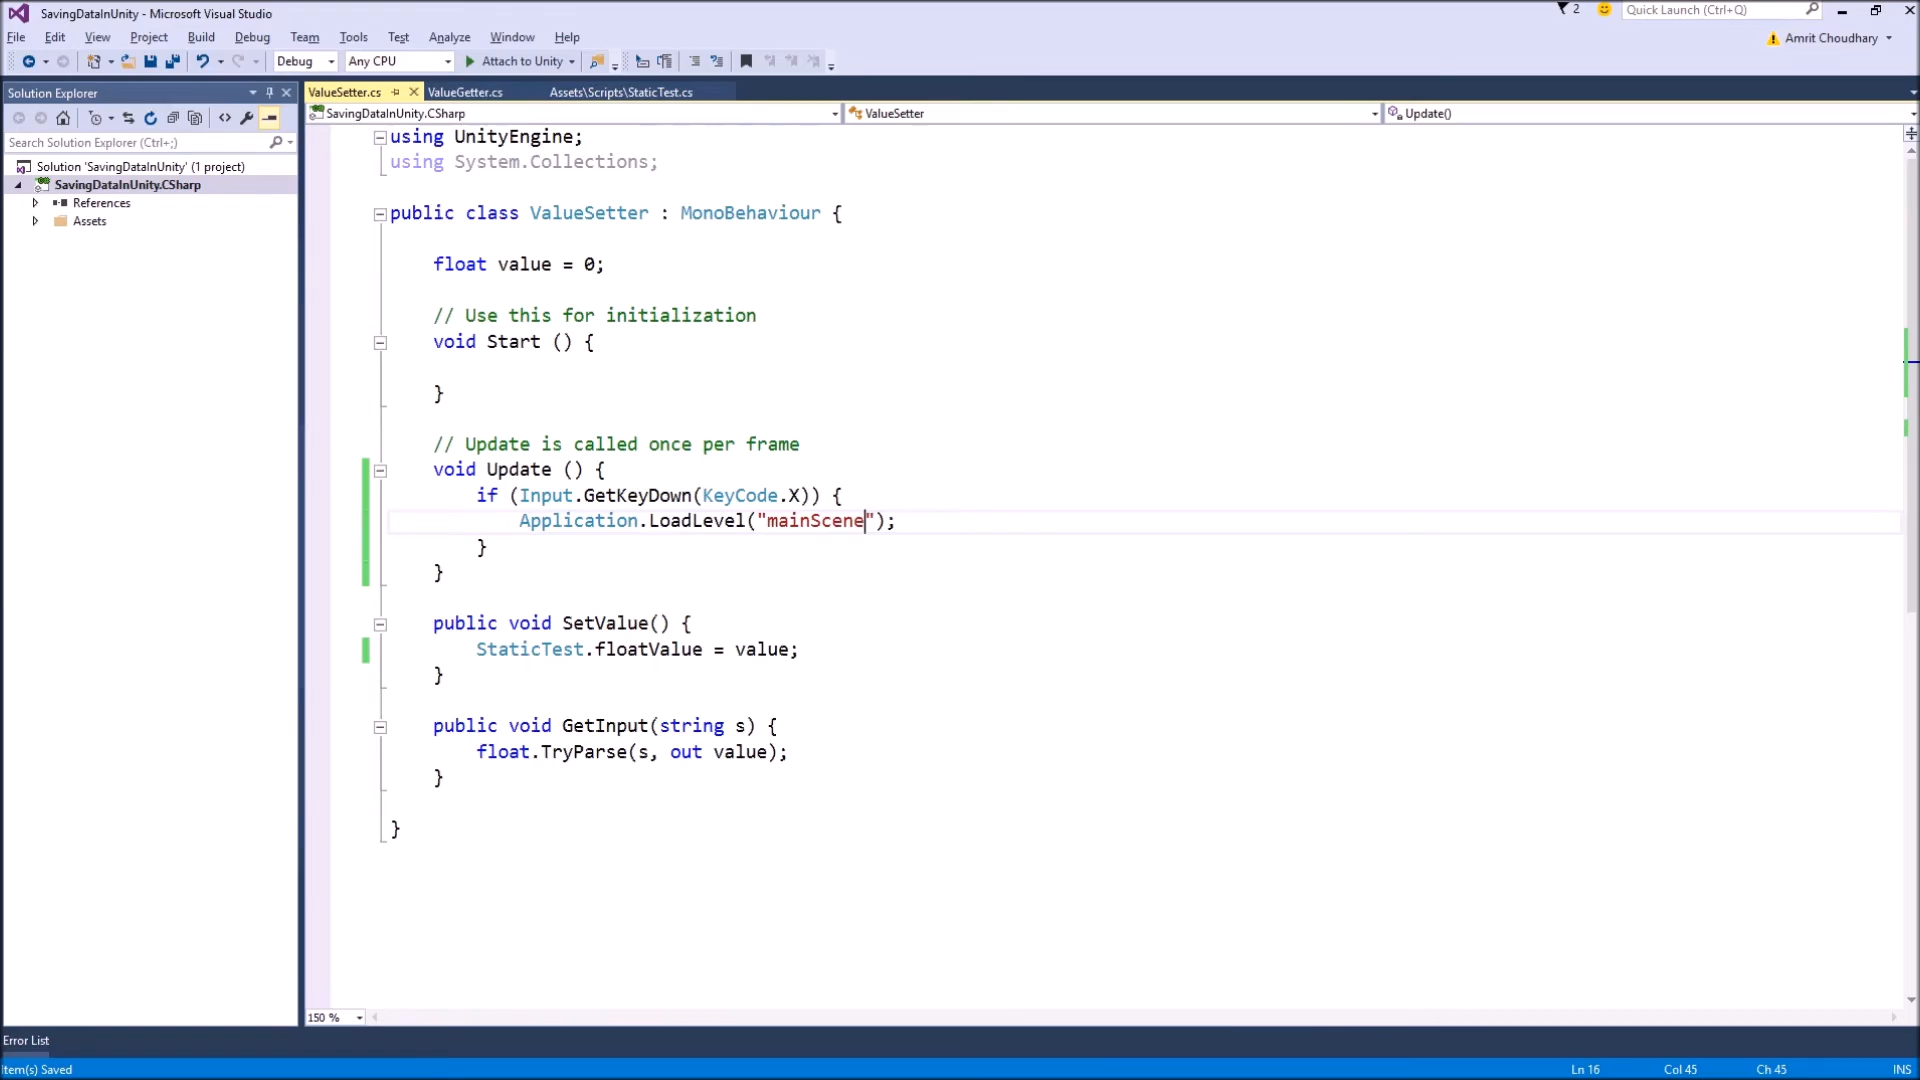 SavingDataInUnity - Microsoft Visual Studio
2
Quick Launch (Ctrl+Q)
File Edit View Project Build Debug Team Tools Test Analyze Window Help
Amrit Choudhary
Debug Any CPU Attach to Unity
Solution Explorer
ValueSetter.cs ValueGetter.cs Assets\Scripts\StaticTest.cs
SavingDataInUnity.CSharp ValueSetter Update()
Search Solution Explorer (Ctrl+;)
Solution 'SavingDataInUnity' (1 project)
SavingDataInUnity.CSharp
References
Assets
using UnityEngine;
using System.Collections;
public class ValueSetter : MonoBehaviour {
float value = 0;
// Use this for initialization
void Start () {
}
// Update is called once per frame
void Update () {
if (Input.GetKeyDown(KeyCode.X)) {
Application.LoadLevel("mainScene");
}
}
public void SetValue() {
StaticTest.floatValue = value;
}
public void GetInput(string s) {
float.TryParse(s, out value);
}
}
150 %
Error List
Item(s) Saved
Ln 16 Col 45 Ch 45 INS